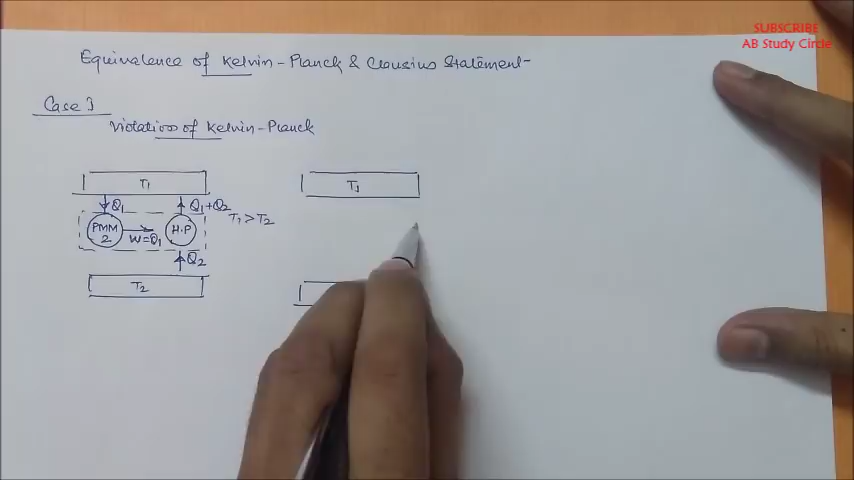 SUBSCRIBE
AB Study Circle
Equivalence of Kelvin-Planck & Clausius Statement-
Case I
Violation of Kelvin-Planck
T1
T1
Q1
Q1+Q2
T1>T2
PMM
2
W=Q1
H.P
Q2
T2